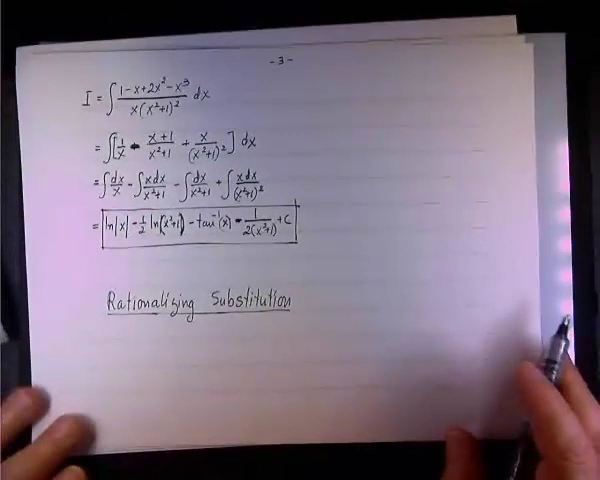 - 3 -
I = ∫ (1 - x + 2x² - x³) / (x(x²+1)²) dx
= ∫ [ 1/x - (x+1)/(x²+1) + x/(x²+1)² ] dx
= ∫ dx/x - ∫ xdx/(x²+1) - ∫ dx/(x²+1) + ∫ xdx/(x²+1)²
= ln|x| - 1/2 ln(x²+1) - tan⁻¹(x) - 1/(2(x²+1)) + C
Rationalizing Substitution